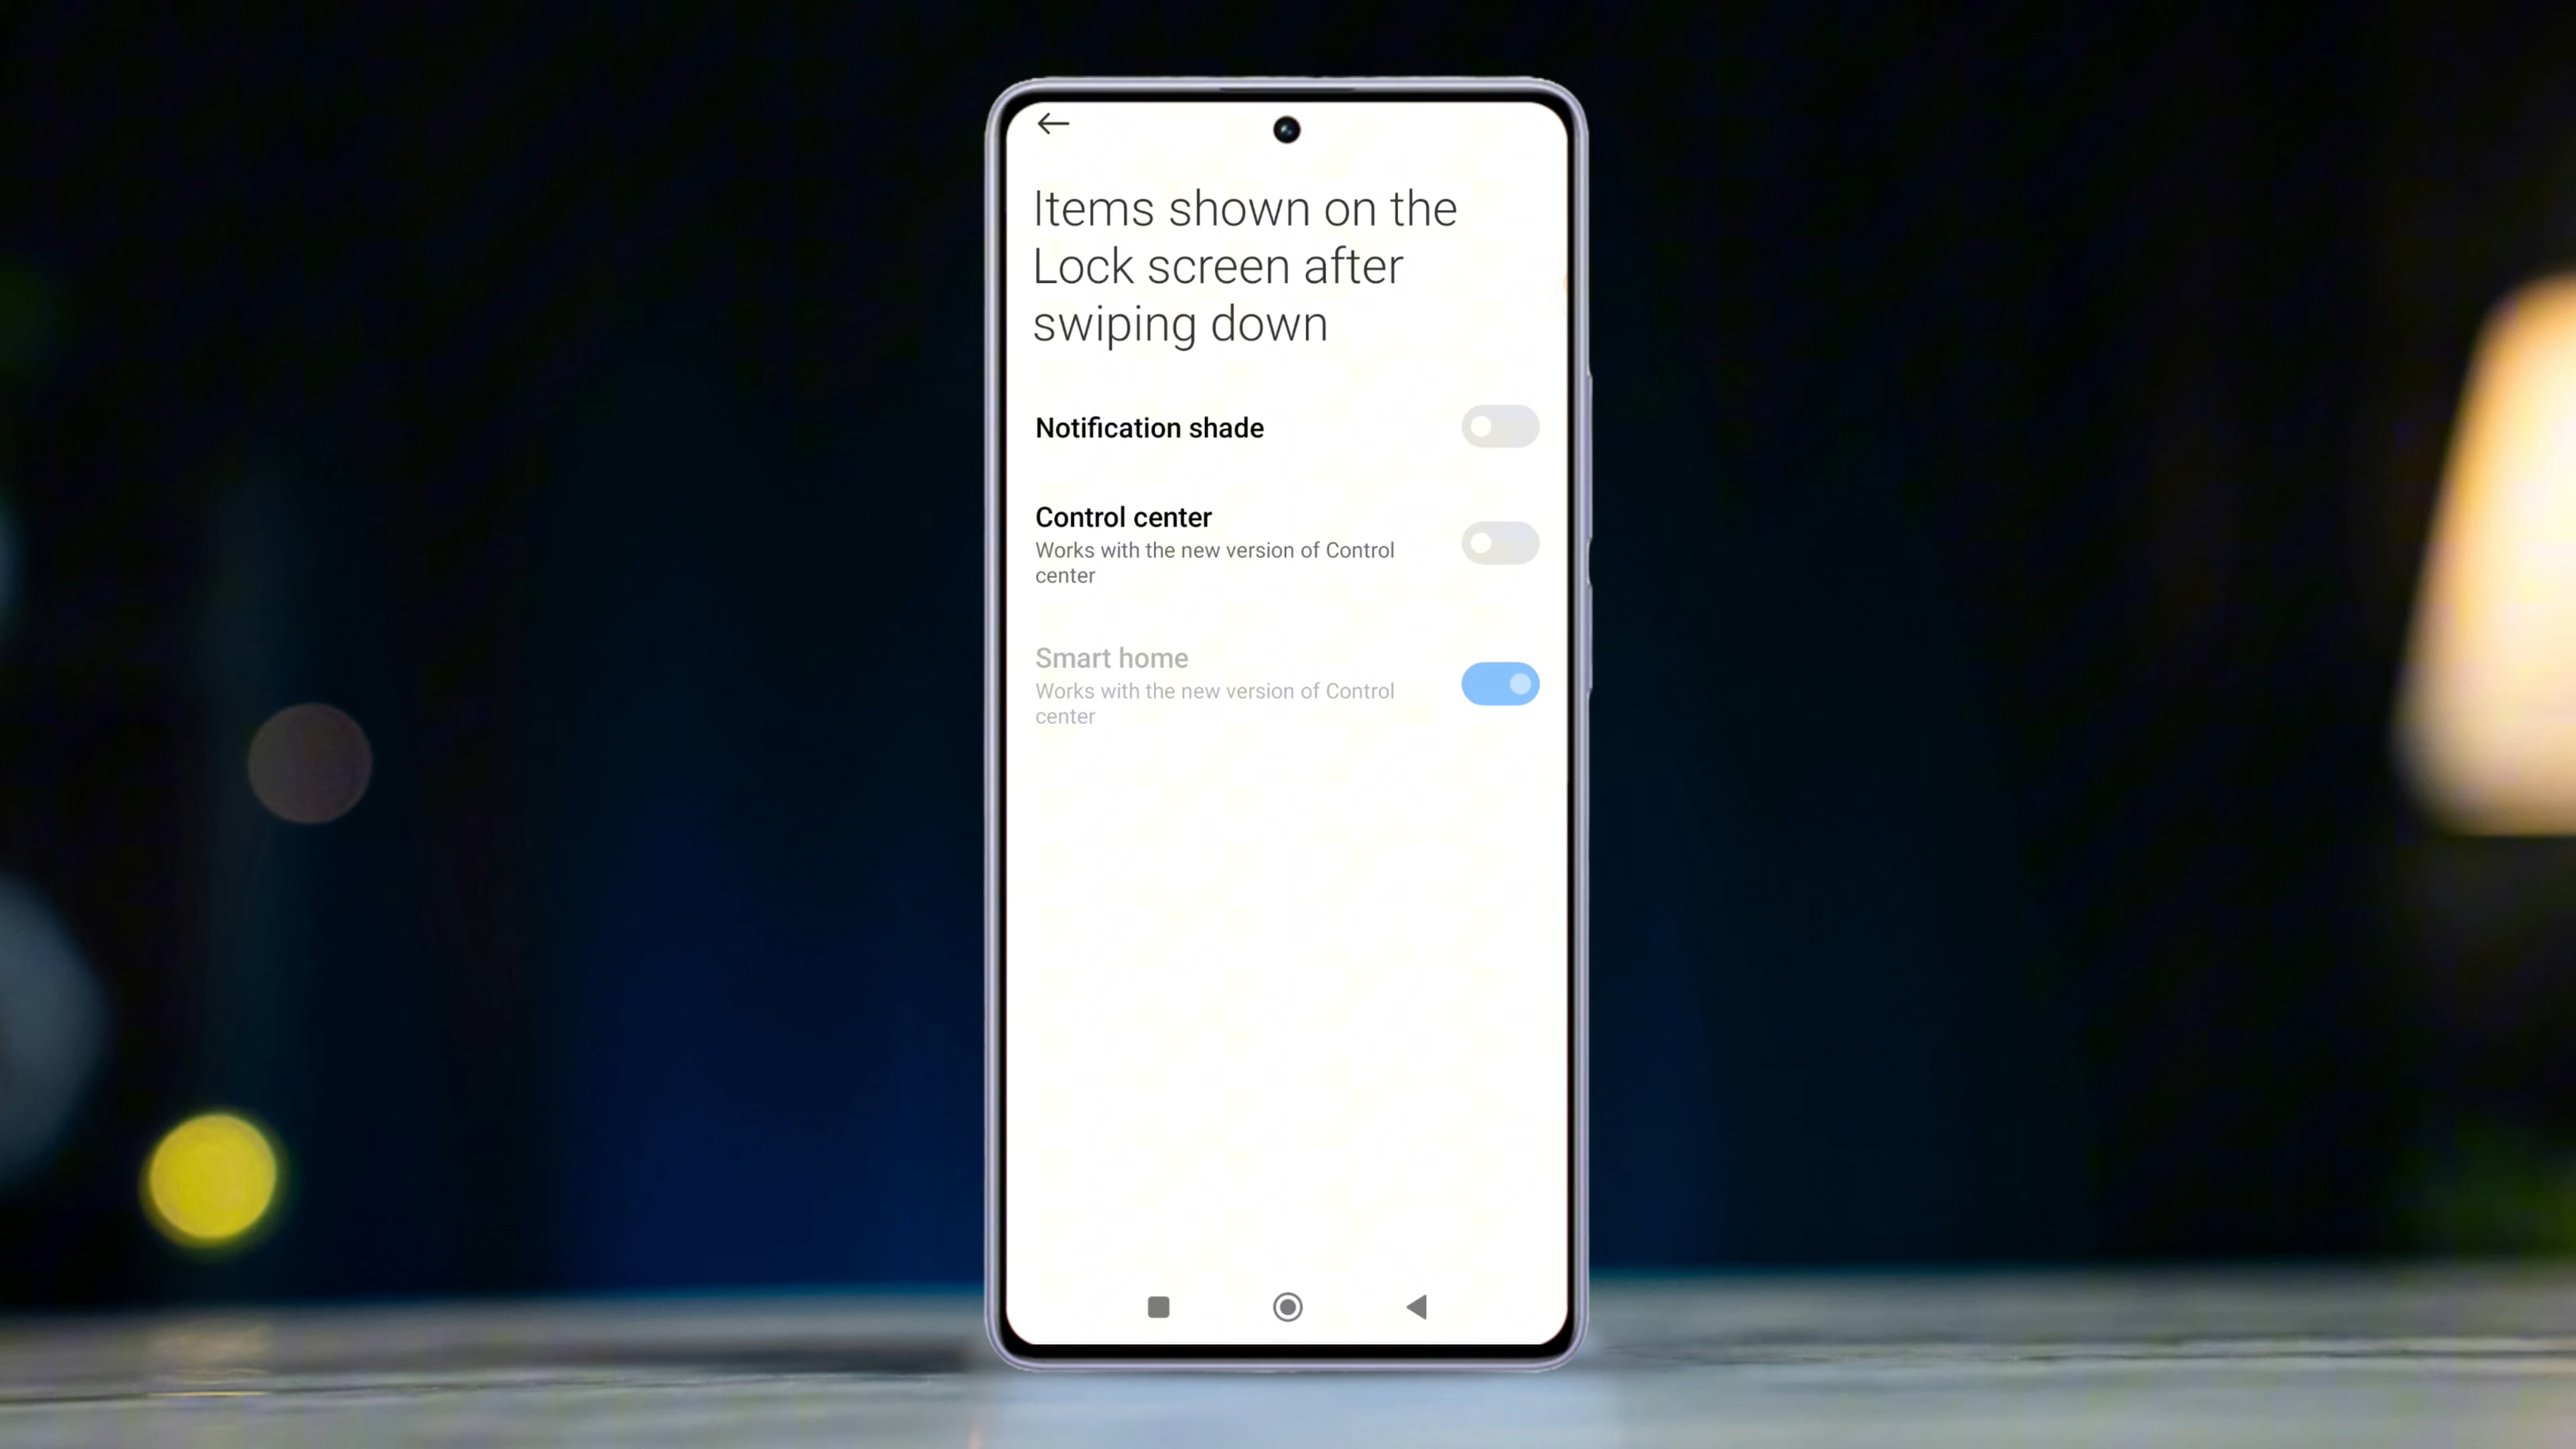 Items shown on the
Lock screen after
swiping down
Notification shade
Control center
Works with the new version of Control
center
Smart home
Works with the new version of Control
center